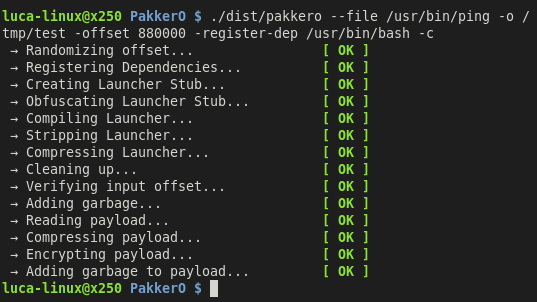 luca-linux@x250 PakkerO $ ./dist/pakkero --file /usr/bin/ping -o /
tmp/test -offset 880000 -register-dep /usr/bin/bash -c
→ Randomizing offset... [ OK ]
→ Registering Dependencies... [ OK ]
→ Creating Launcher Stub... [ OK ]
→ Obfuscating Launcher Stub... [ OK ]
→ Compiling Launcher... [ OK ]
→ Stripping Launcher... [ OK ]
→ Compressing Launcher... [ OK ]
→ Cleaning up... [ OK ]
→ Verifying input offset... [ OK ]
→ Adding garbage... [ OK ]
→ Reading payload... [ OK ]
→ Compressing payload... [ OK ]
→ Encrypting payload... [ OK ]
→ Adding garbage to payload... [ OK ]
luca-linux@x250 PakkerO $